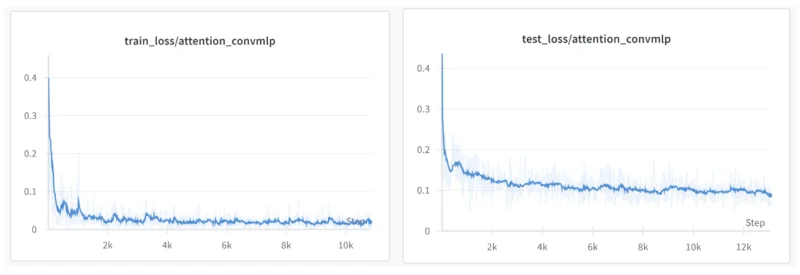 train_loss/attention_convmlp
0.4
0.3
0.2
0.1
0
Step
2k
4k
6k
8k
10k
test_loss/attention_convmlp
0.4
0.3
0.2
0.1
0
Step
2k
4k
6k
8k
10k
12k